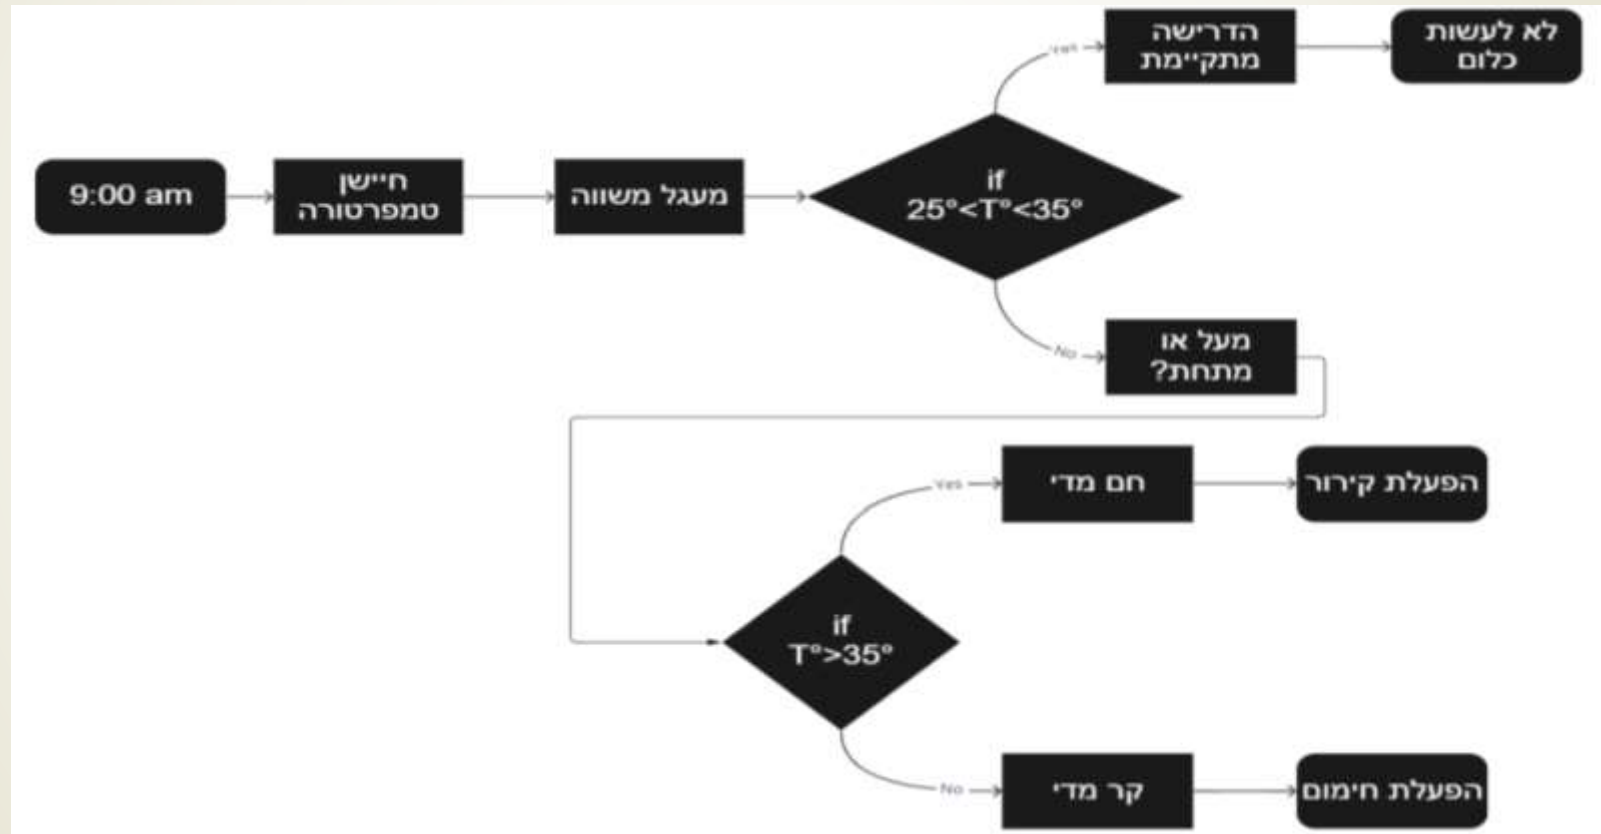 הדרישה
מתקיימת
לא לעשות
כלום
Yes
9:00 am
חיישן
טמפרטורה
מעגל משווה
if
25°<T°<35°
No
מעל או
מתחת?
Yes
חם מדי
הפעלת קירור
if
T°>35°
No
קר מדי
הפעלת חימום